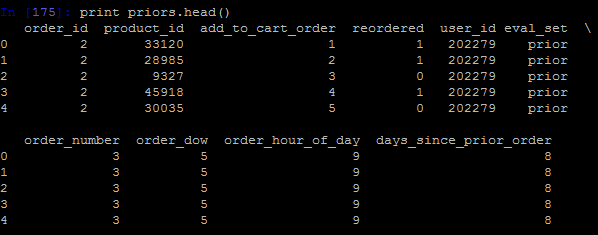 In [175]: print priors.head()
   order_id  product_id  add_to_cart_order  reordered  user_id eval_set  \
0         2       33120                  1          1   202279    prior
1         2       28985                  2          1   202279    prior
2         2        9327                  3          0   202279    prior
3         2       45918                  4          1   202279    prior
4         2       30035                  5          0   202279    prior

   order_number  order_dow  order_hour_of_day  days_since_prior_order
0             3          5                  9                       8
1             3          5                  9                       8
2             3          5                  9                       8
3             3          5                  9                       8
4             3          5                  9                       8